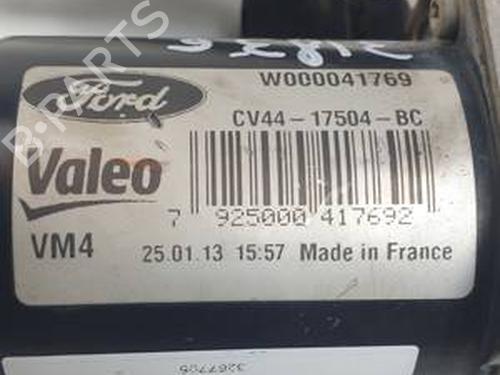 W000041769
Ford
CV44-17504-BC
Valeo
7 925000 417692
VM4
25.01.13 15:57 Made in France
B-PARTS
3267705